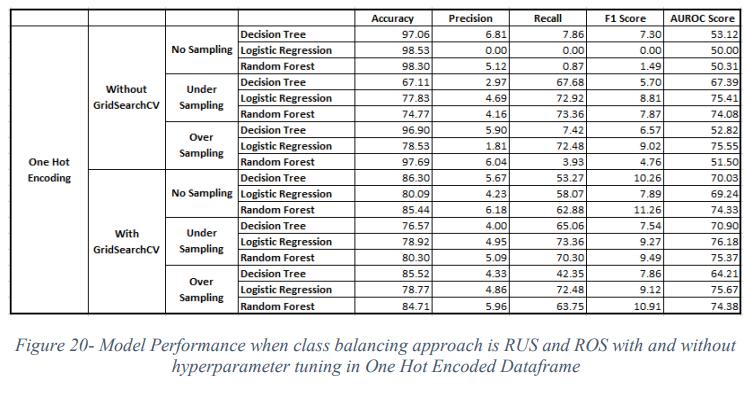 Accuracy Precision Recall F1 Score AUROC Score
One Hot Encoding Without GridSearchCV No Sampling Decision Tree 97.06 6.81 7.86 7.30 53.12
Logistic Regression 98.53 0.00 0.00 0.00 50.00
Random Forest 98.30 5.12 0.87 1.49 50.31
Under Sampling Decision Tree 67.11 2.97 67.68 5.70 67.39
Logistic Regression 77.83 4.69 72.92 8.81 75.41
Random Forest 74.77 4.16 73.36 7.87 74.08
Over Sampling Decision Tree 96.90 5.90 7.42 6.57 52.82
Logistic Regression 78.53 1.81 72.48 9.02 75.55
Random Forest 97.69 6.04 3.93 4.76 51.50
With GridSearchCV No Sampling Decision Tree 86.30 5.67 53.27 10.26 70.03
Logistic Regression 80.09 4.23 58.07 7.89 69.24
Random Forest 85.44 6.18 62.88 11.26 74.33
Under Sampling Decision Tree 76.57 4.00 65.06 7.54 70.90
Logistic Regression 78.92 4.95 73.36 9.27 76.18
Random Forest 80.30 5.09 70.30 9.49 75.37
Over Sampling Decision Tree 85.52 4.33 42.35 7.86 64.21
Logistic Regression 78.77 4.86 72.48 9.12 75.67
Random Forest 84.71 5.96 63.75 10.91 74.38
Figure 20- Model Performance when class balancing approach is RUS and ROS with and without
hyperparameter tuning in One Hot Encoded Dataframe